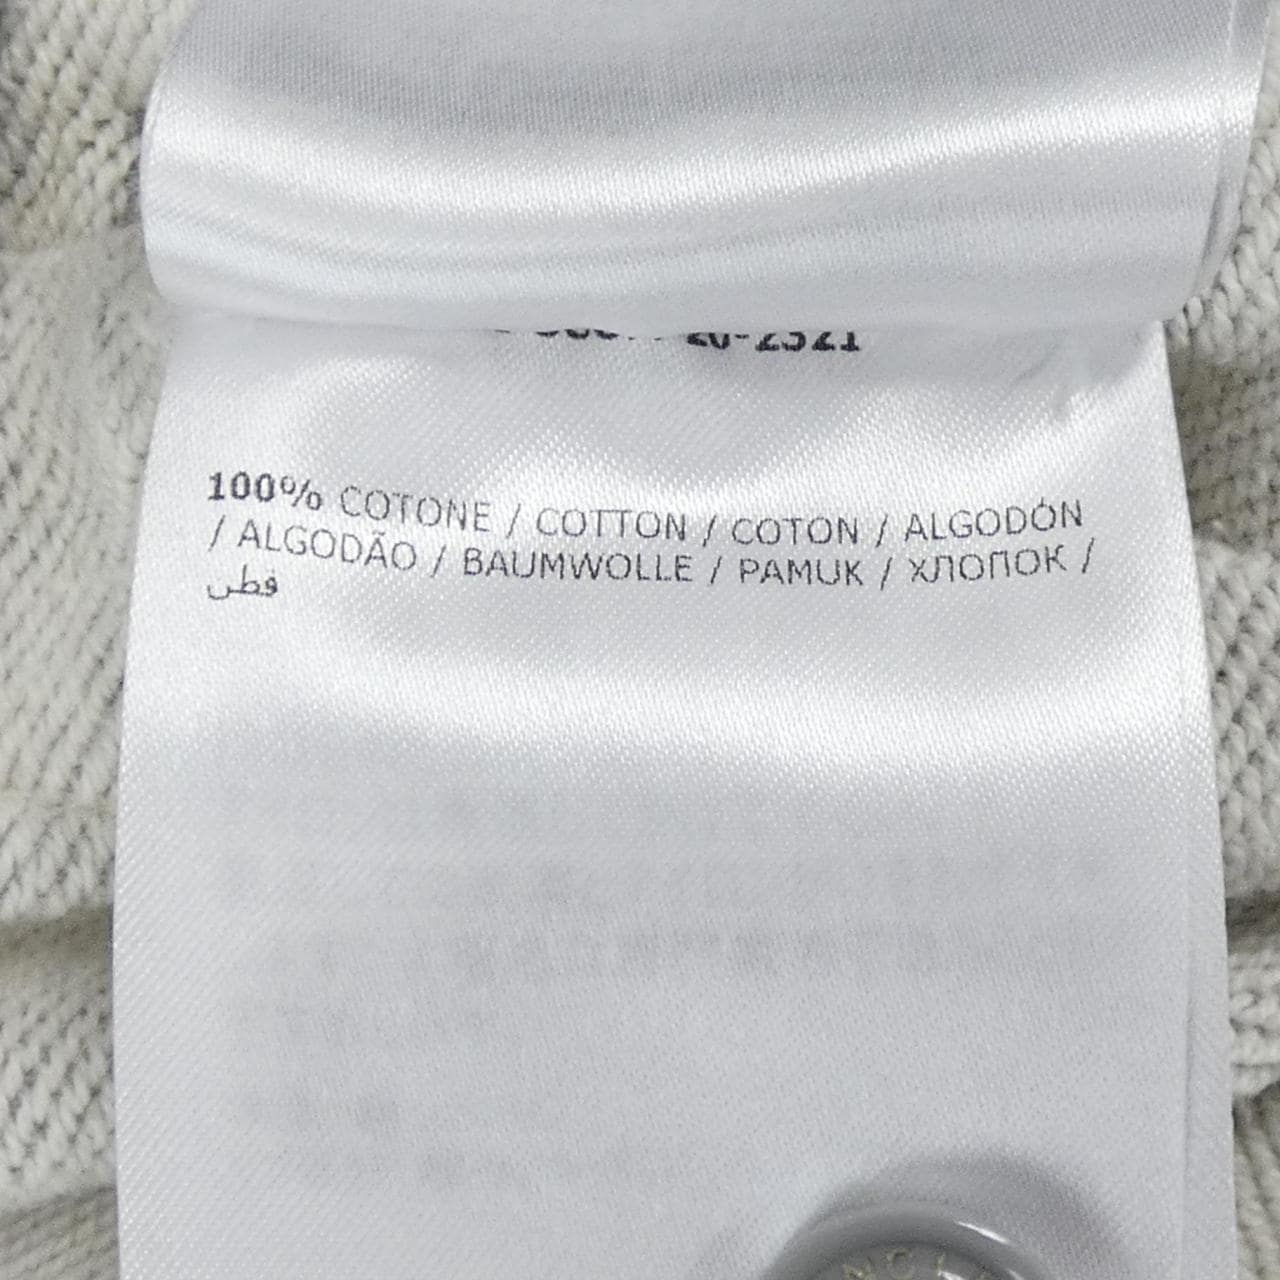 100% COTONE / COTTON / COTON / ALGODÓN
/ ALGODÃO / BAUMWOLLE / PAMUK / ХЛОПОК /
قطن